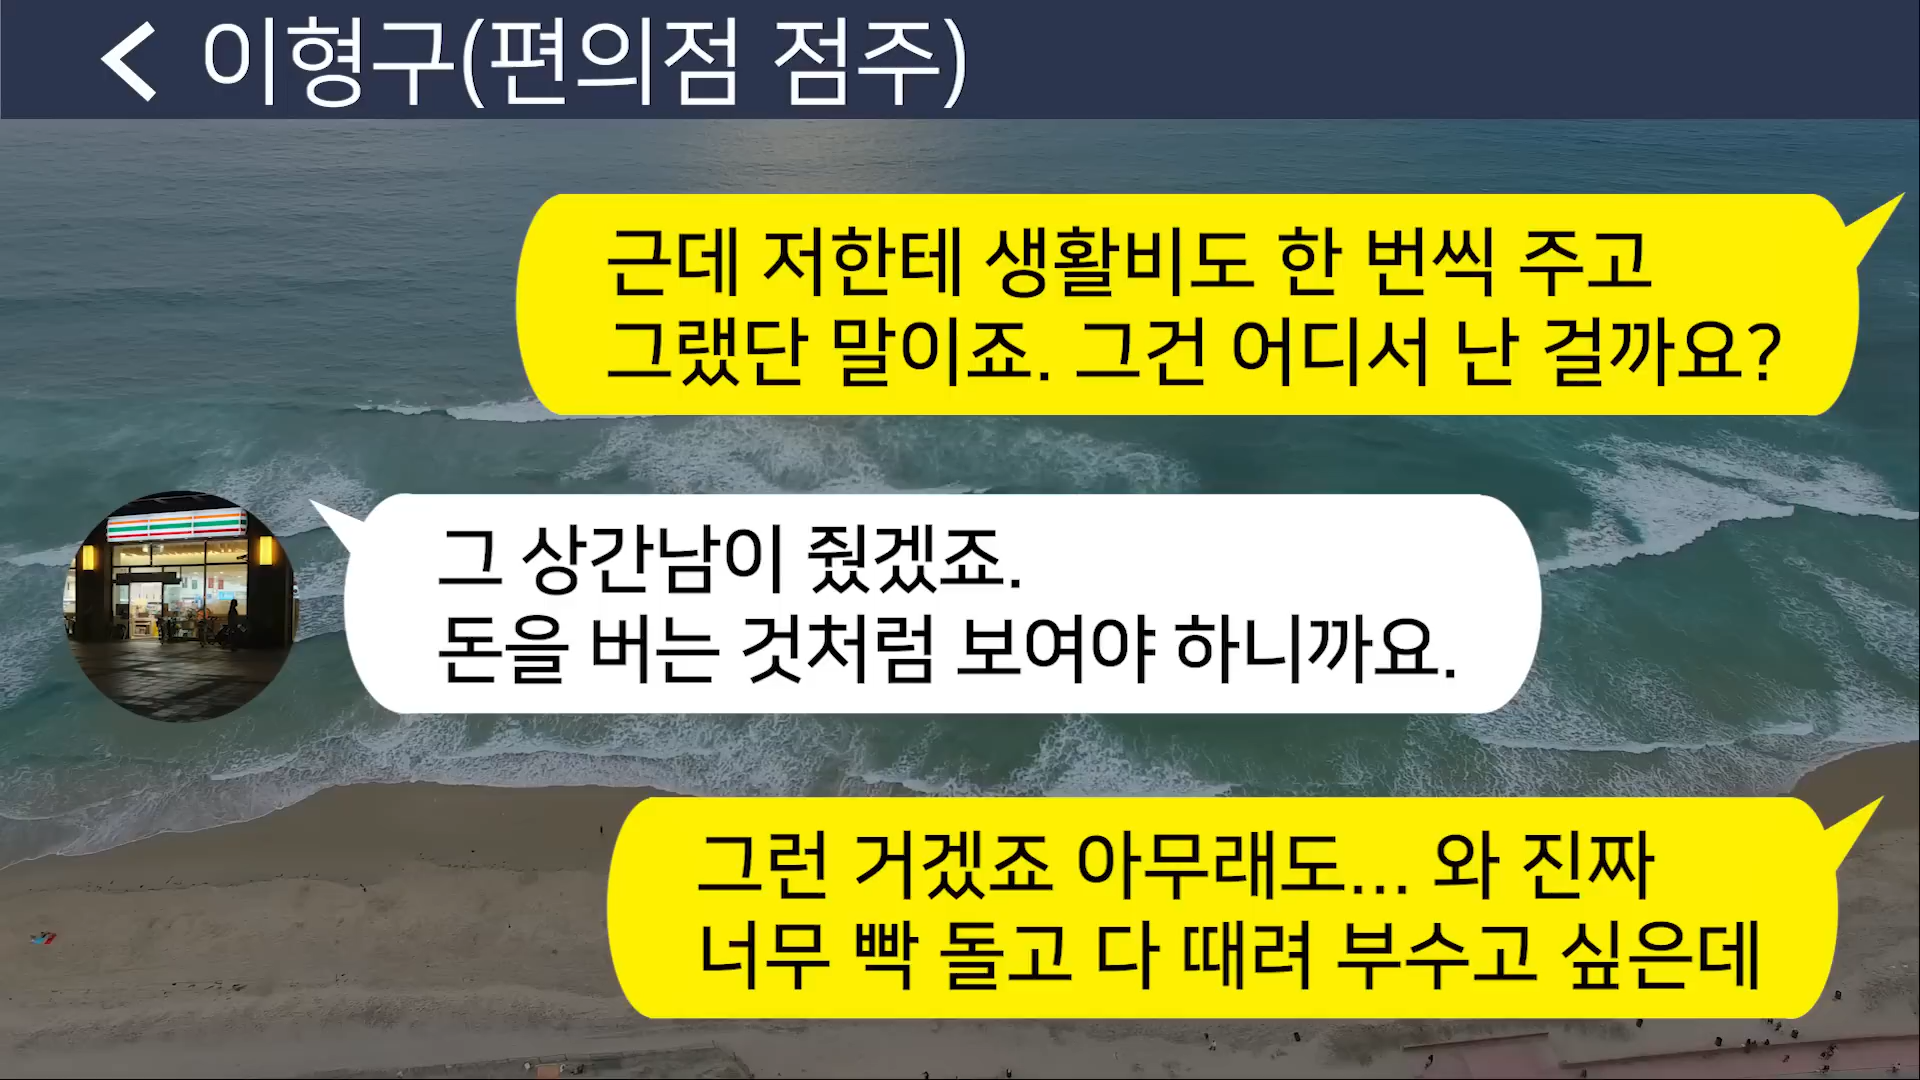 이형구(편의점 점주)
근데 저한테 생활비도 한 번씩 주고
그랬단 말이죠. 그건 어디서 난 걸까요?
그 상간남이 줬겠죠.
돈을 버는 것처럼 보여야 하니까요.
그런 거겠죠 아무래도... 와 진짜
너무 빡 돌고 다 때려 부수고 싶은데